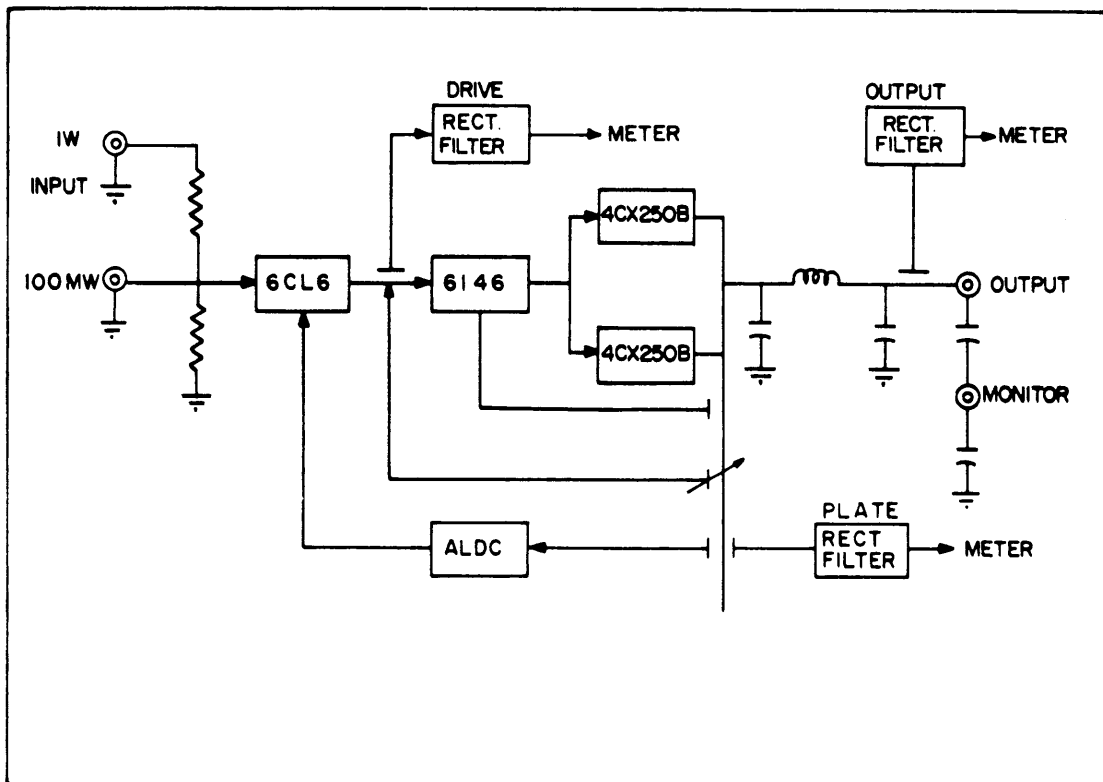 DRIVE
RECT.
FILTER
METER
OUTPUT
RECT.
FILTER
METER
1W
INPUT
100MW
6CL6
6146
4CX250B
4CX250B
OUTPUT
MONITOR
ALDC
PLATE
RECT
FILTER
METER